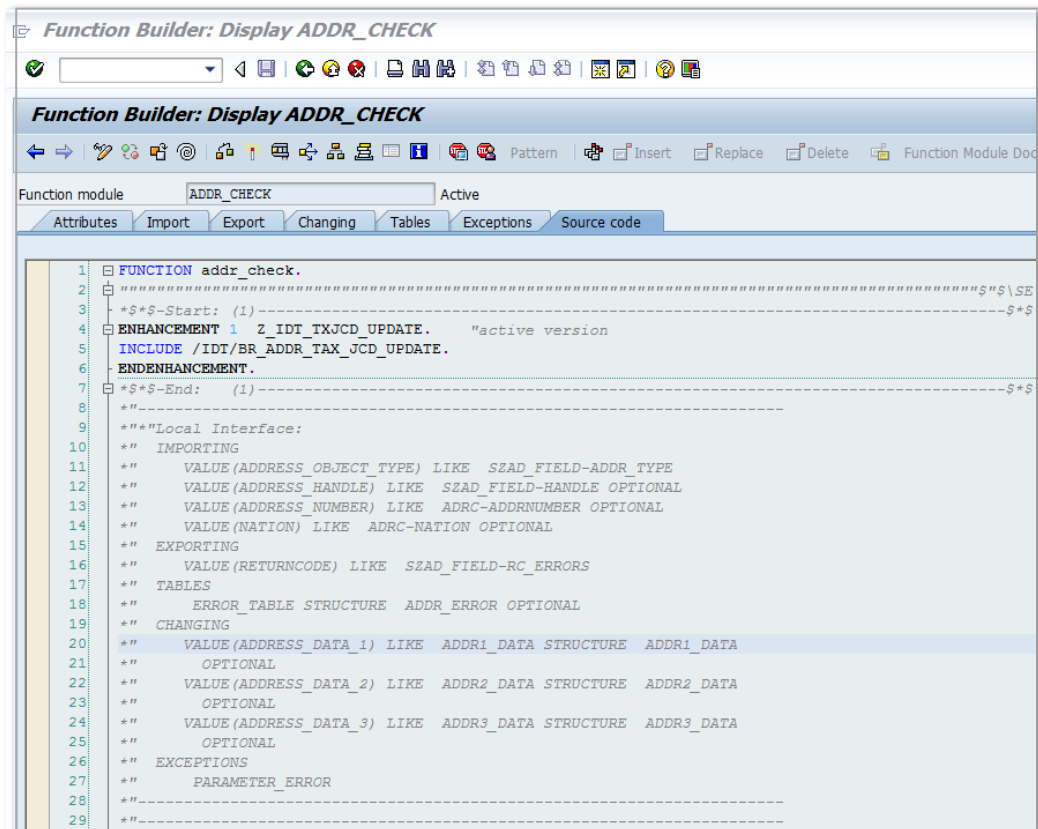 Function Builder: Display ADDR_CHECK
Function Builder: Display ADDR_CHECK
Pattern Insert Replace Delete Function Module Doc
Function module ADDR_CHECK Active
Attributes Import Export Changing Tables Exceptions Source code
1 FUNCTION addr_check.
2 """""""""""""""""""""""""""""""""""""""""""""""""""""""""""""""""""""""""""""""""""""""""""""$"$\SE
3 *$*$-Start: (1)---------------------------------------------------------------------------------$*$
4 ENHANCEMENT 1 Z_IDT_TXJCD_UPDATE. "active version
5 INCLUDE /IDT/BR_ADDR_TAX_JCD_UPDATE.
6 ENDENHANCEMENT.
7 *$*$-End: (1)---------------------------------------------------------------------------------$*$
8 *"----------------------------------------------------------------------
9 *"*"Local Interface:
10 *" IMPORTING
11 *" VALUE(ADDRESS_OBJECT_TYPE) LIKE SZAD_FIELD-ADDR_TYPE
12 *" VALUE(ADDRESS_HANDLE) LIKE SZAD_FIELD-HANDLE OPTIONAL
13 *" VALUE(ADDRESS_NUMBER) LIKE ADRC-ADDRNUMBER OPTIONAL
14 *" VALUE(NATION) LIKE ADRC-NATION OPTIONAL
15 *" EXPORTING
16 *" VALUE(RETURNCODE) LIKE SZAD_FIELD-RC_ERRORS
17 *" TABLES
18 *" ERROR_TABLE STRUCTURE ADDR_ERROR OPTIONAL
19 *" CHANGING
20 *" VALUE(ADDRESS_DATA_1) LIKE ADDR1_DATA STRUCTURE ADDR1_DATA
21 *" OPTIONAL
22 *" VALUE(ADDRESS_DATA_2) LIKE ADDR2_DATA STRUCTURE ADDR2_DATA
23 *" OPTIONAL
24 *" VALUE(ADDRESS_DATA_3) LIKE ADDR3_DATA STRUCTURE ADDR3_DATA
25 *" OPTIONAL
26 *" EXCEPTIONS
27 *" PARAMETER_ERROR
28 *"----------------------------------------------------------------------
29 *"----------------------------------------------------------------------